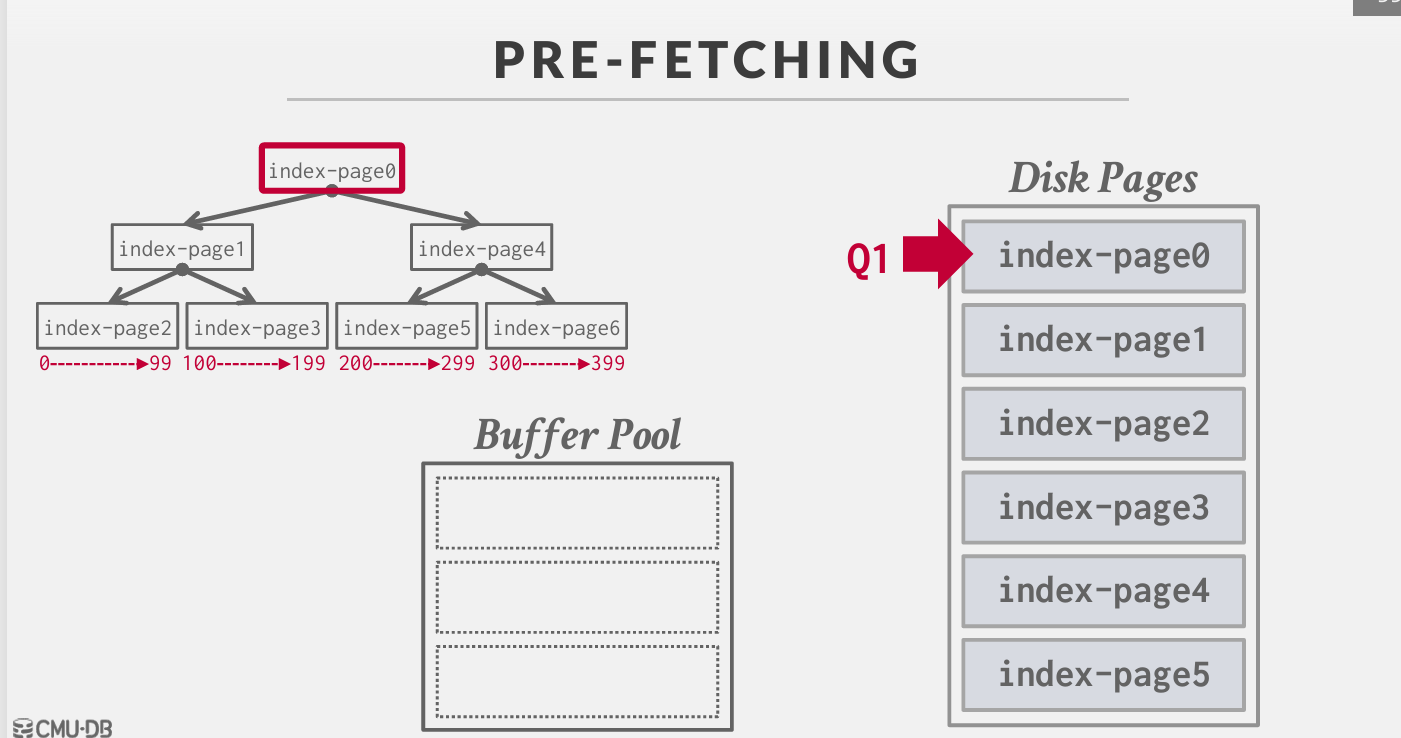 PRE-FETCHING
index-page0
index-page1
index-page4
index-page2
index-page3
index-page5
index-page6
0----------▶99
100-------▶199
200-------▶299
300-------▶399
Buffer Pool
Disk Pages
Q1
index-page0
index-page1
index-page2
index-page3
index-page4
index-page5
CMU·DB